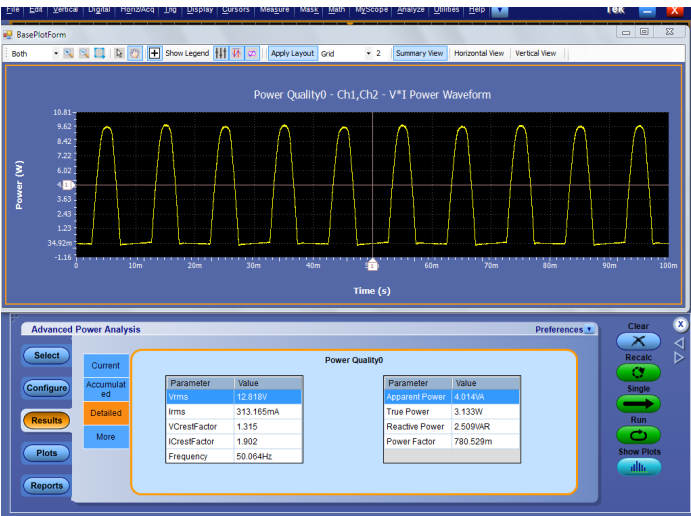 File Edit Vertical Digital Horiz/Acq Trig Display Cursors Measure Mask Math MyScope Analyze Utilities Help Tek X
BasePlotForm
Both Show Legend Apply Layout Grid 2 Summary View Horizontal View Vertical View
Power Quality0 - Ch1,Ch2 - V*I Power Waveform
10.81
9.62
8.42
7.22
6.02
1
3.63
2.43
1.23
34.92m
-1.16
Power (W)
0 10m 20m 30m 40m 1 60m 70m 80m 90m 100m
Time (s)
Advanced Power Analysis Preferences
Select
Configure
Results
Plots
Reports
Current
Accumulat
ed
Detailed
More
Power Quality0
Parameter Value
Vrms 12.818V
Irms 313.165mA
VCrestFactor 1.315
ICrestFactor 1.902
Frequency 50.064Hz
Parameter Value
Apparent Power 4.014VA
True Power 3.133W
Reactive Power 2.509VAR
Power Factor 780.529m
Clear X
Recalc
Single
Run
Show Plots